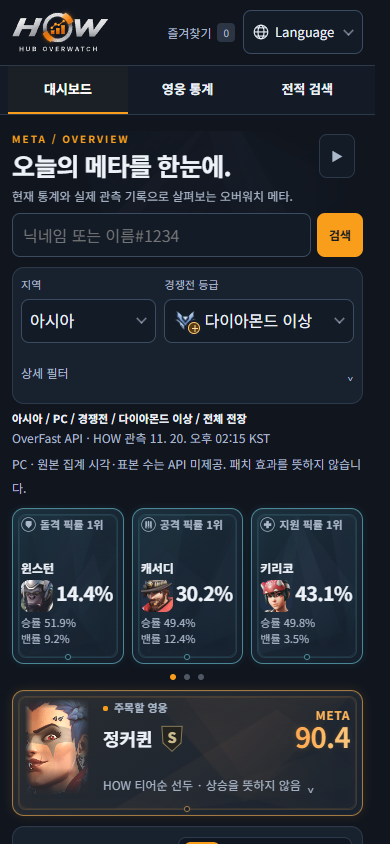 HOW
HUB OVERWATCH
즐겨찾기 0
Language
대시보드 영웅 통계 전적 검색
META / OVERVIEW
오늘의 메타를 한눈에.
현재 통계와 실제 관측 기록으로 살펴보는 오버워치 메타.
닉네임 또는 이름#1234 검색
지역 경쟁전 등급
아시아 다이아몬드 이상
상세 필터
아시아 / PC / 경쟁전 / 다이아몬드 이상 / 전체 전장
OverFast API · HOW 관측 11. 20. 오후 02:15 KST
PC · 원본 집계 시각·표본 수는 API 미제공. 패치 효과를 뜻하지 않습니
다.
돌격 픽률 1위 공격 픽률 1위 지원 픽률 1위
윈스턴 캐서디 키리코
14.4% 30.2% 43.1%
승률 51.9% 승률 49.4% 승률 49.8%
밴률 9.2% 밴률 12.4% 밴률 3.5%
주목할 영웅
META
정커퀸 S 90.4
HOW 티어순 선두 · 상승을 뜻하지 않음